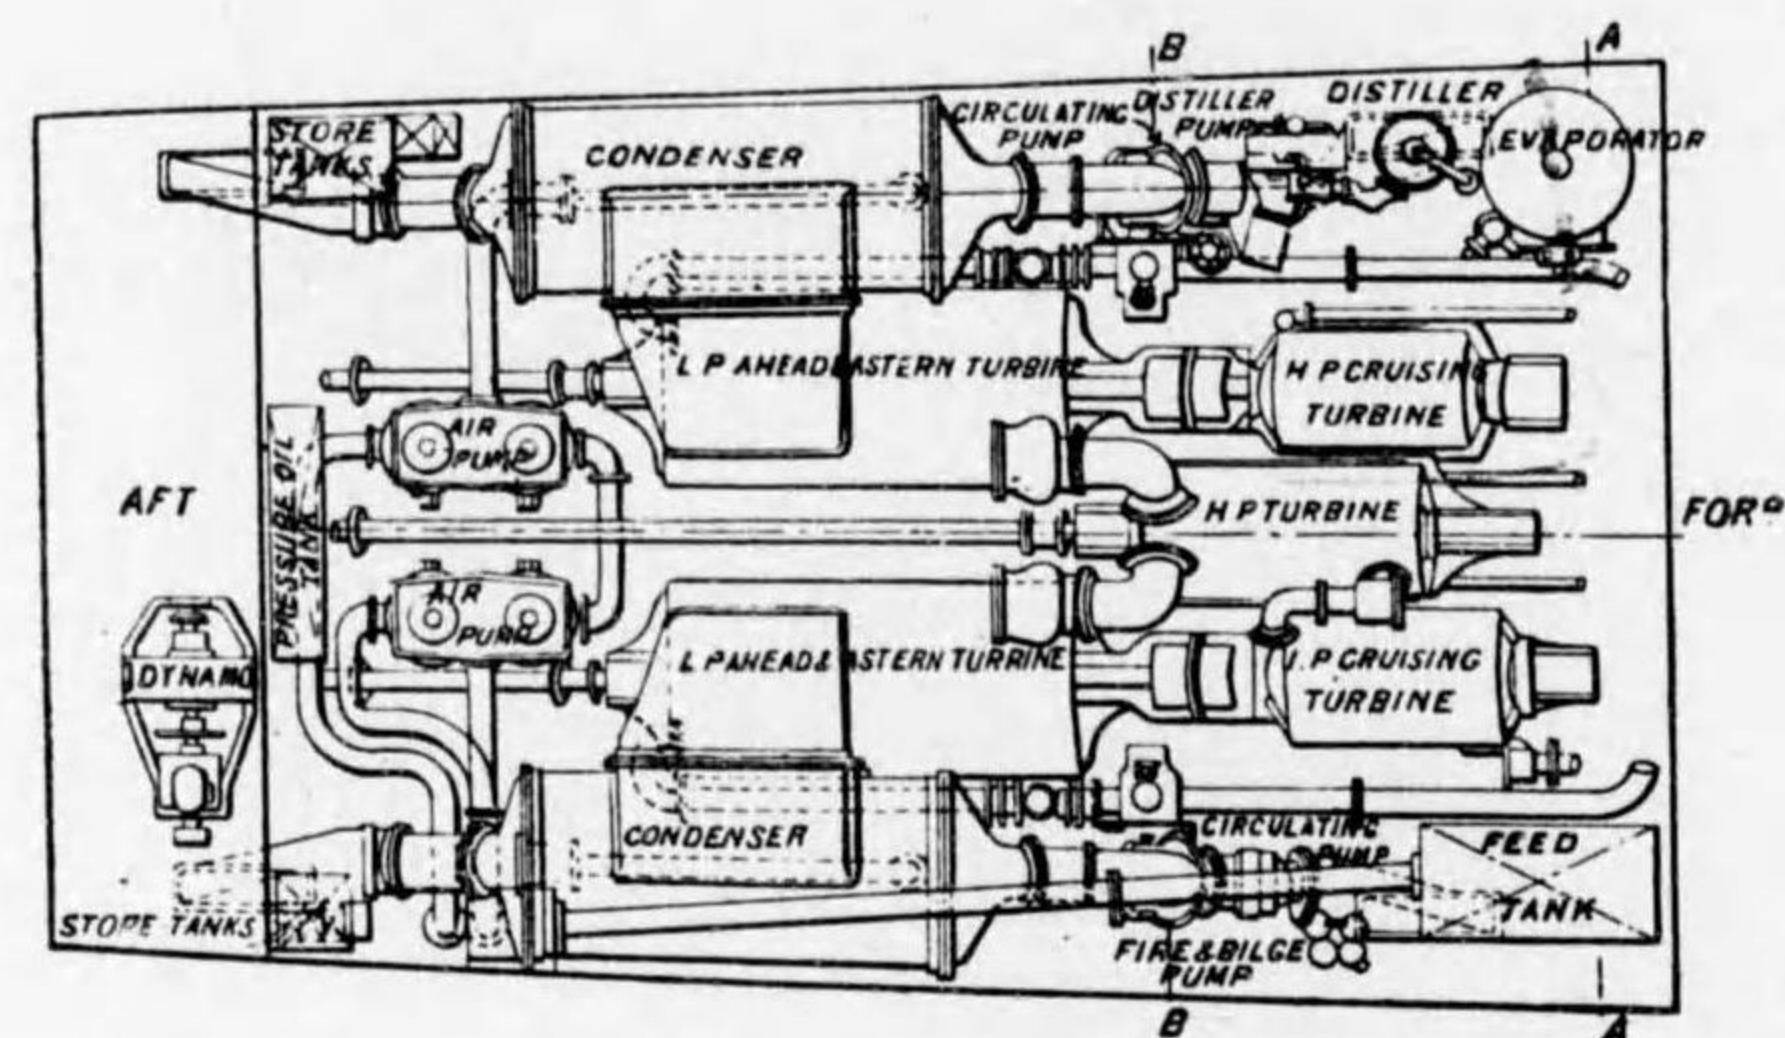 B
A
STORE
TANKS
CONDENSER
CIRCULATING
PUMP
DISTILLER
PUMP
DISTILLER
EVAPORATOR
L P AHEAD & ASTERN TURBINE
H P CRUISING
TURBINE
AIR
PUMP
PRESSURE OIL
TANK
AFT
H P TURBINE
FORD
AIR
PUMP
DYNAMO
L P AHEAD & ASTERN TURBINE
I.P CRUISING
TURBINE
CONDENSER
CIRCULATING
PUMP
FEED
TANK
STORE TANKS
FIRE & BILGE
PUMP
B
A